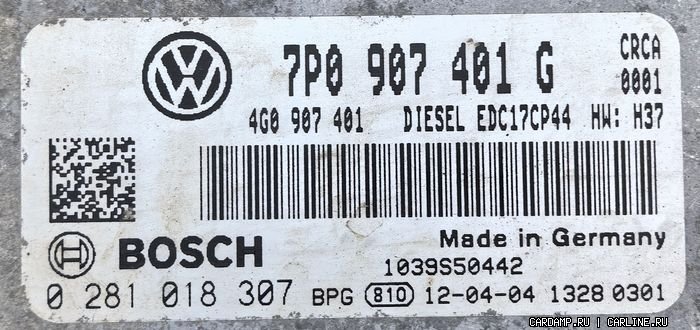 7P0 907 401 G CRCA
0001
4G0 907 401 DIESEL EDC17CP44 HW: H37
BOSCH Made in Germany
1039S50442
0 281 018 307 BPG 810 12-04-04 1328 0301
CARDAMP.RU | CARLINE.RU